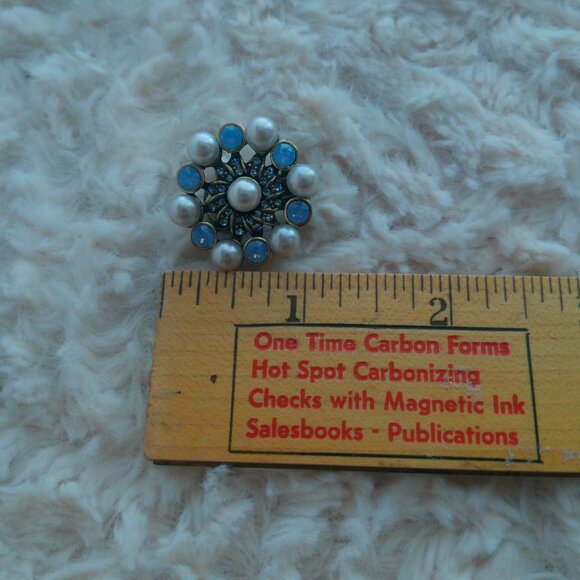 1 2
One Time Carbon Forms
Hot Spot Carbonizing
Checks with Magnetic Ink
Salesbooks - Publications